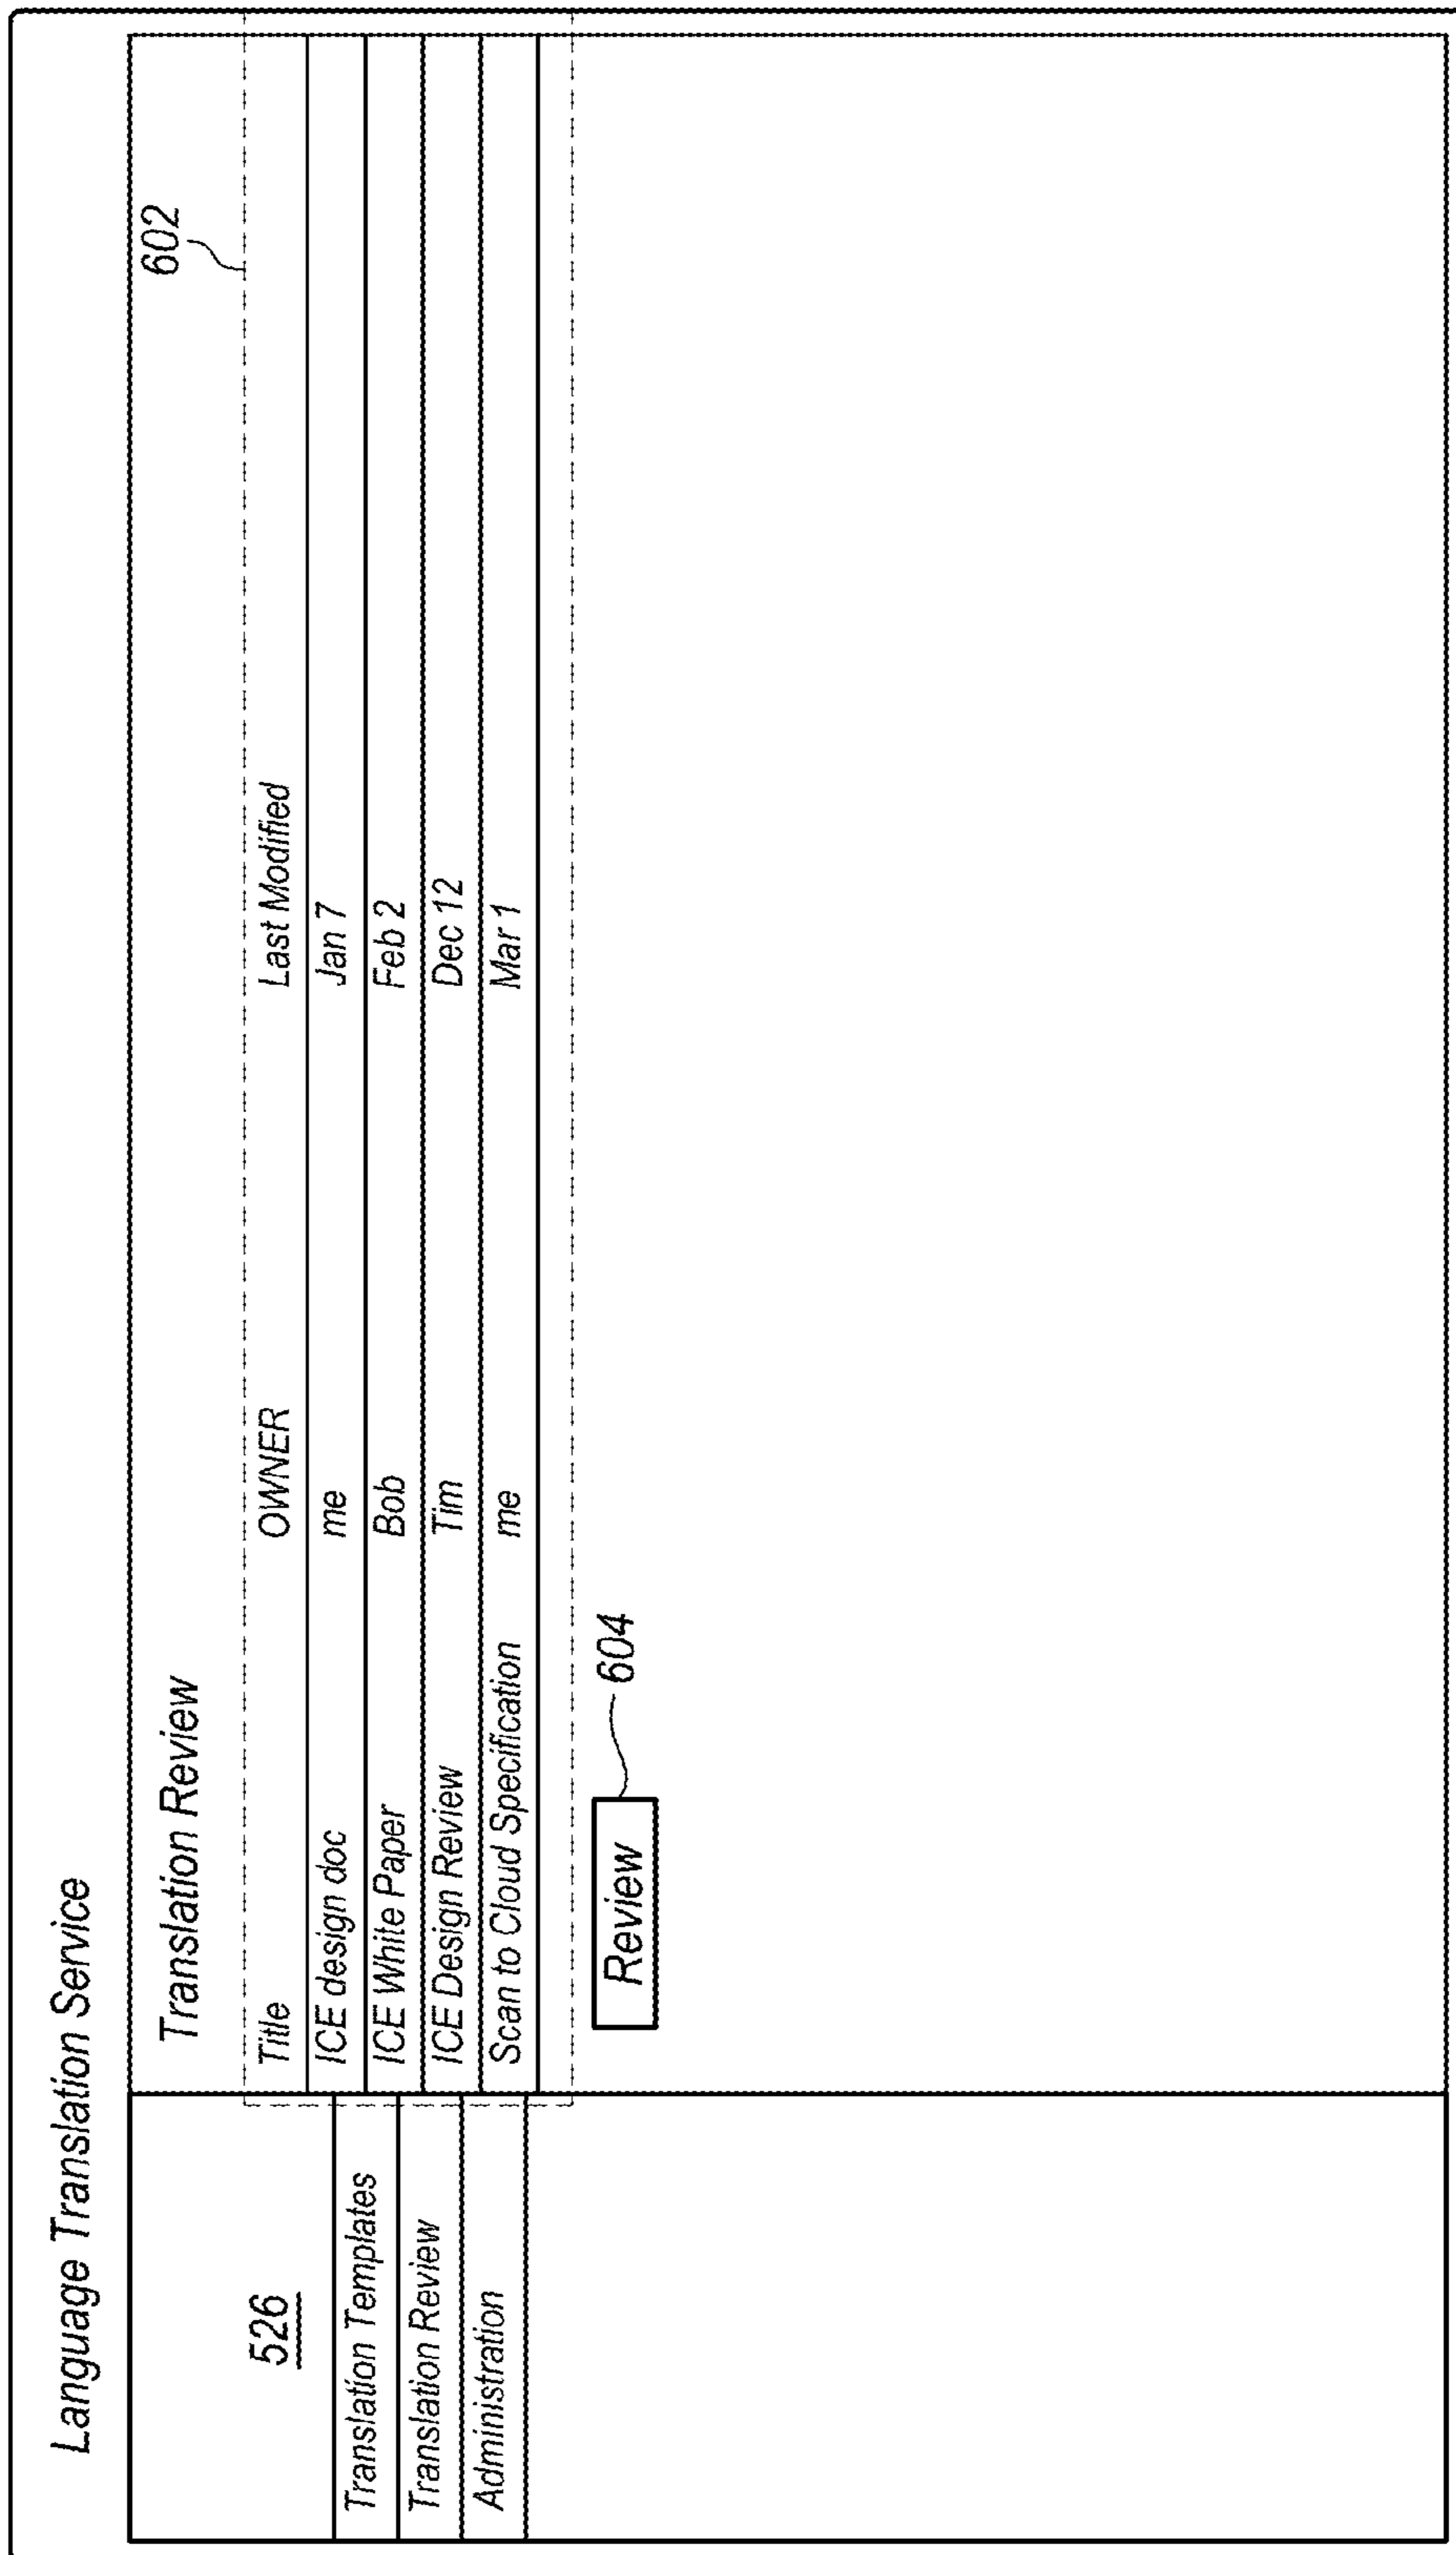 Language Translation Service
526
Translation Templates
Translation Review
Administration
Translation Review
602
Title OWNER Last Modified
ICE design doc me Jan 7
ICE White Paper Bob Feb 2
ICE Design Review Tim Dec 12
Scan to Cloud Specification me Mar 1
Review
604